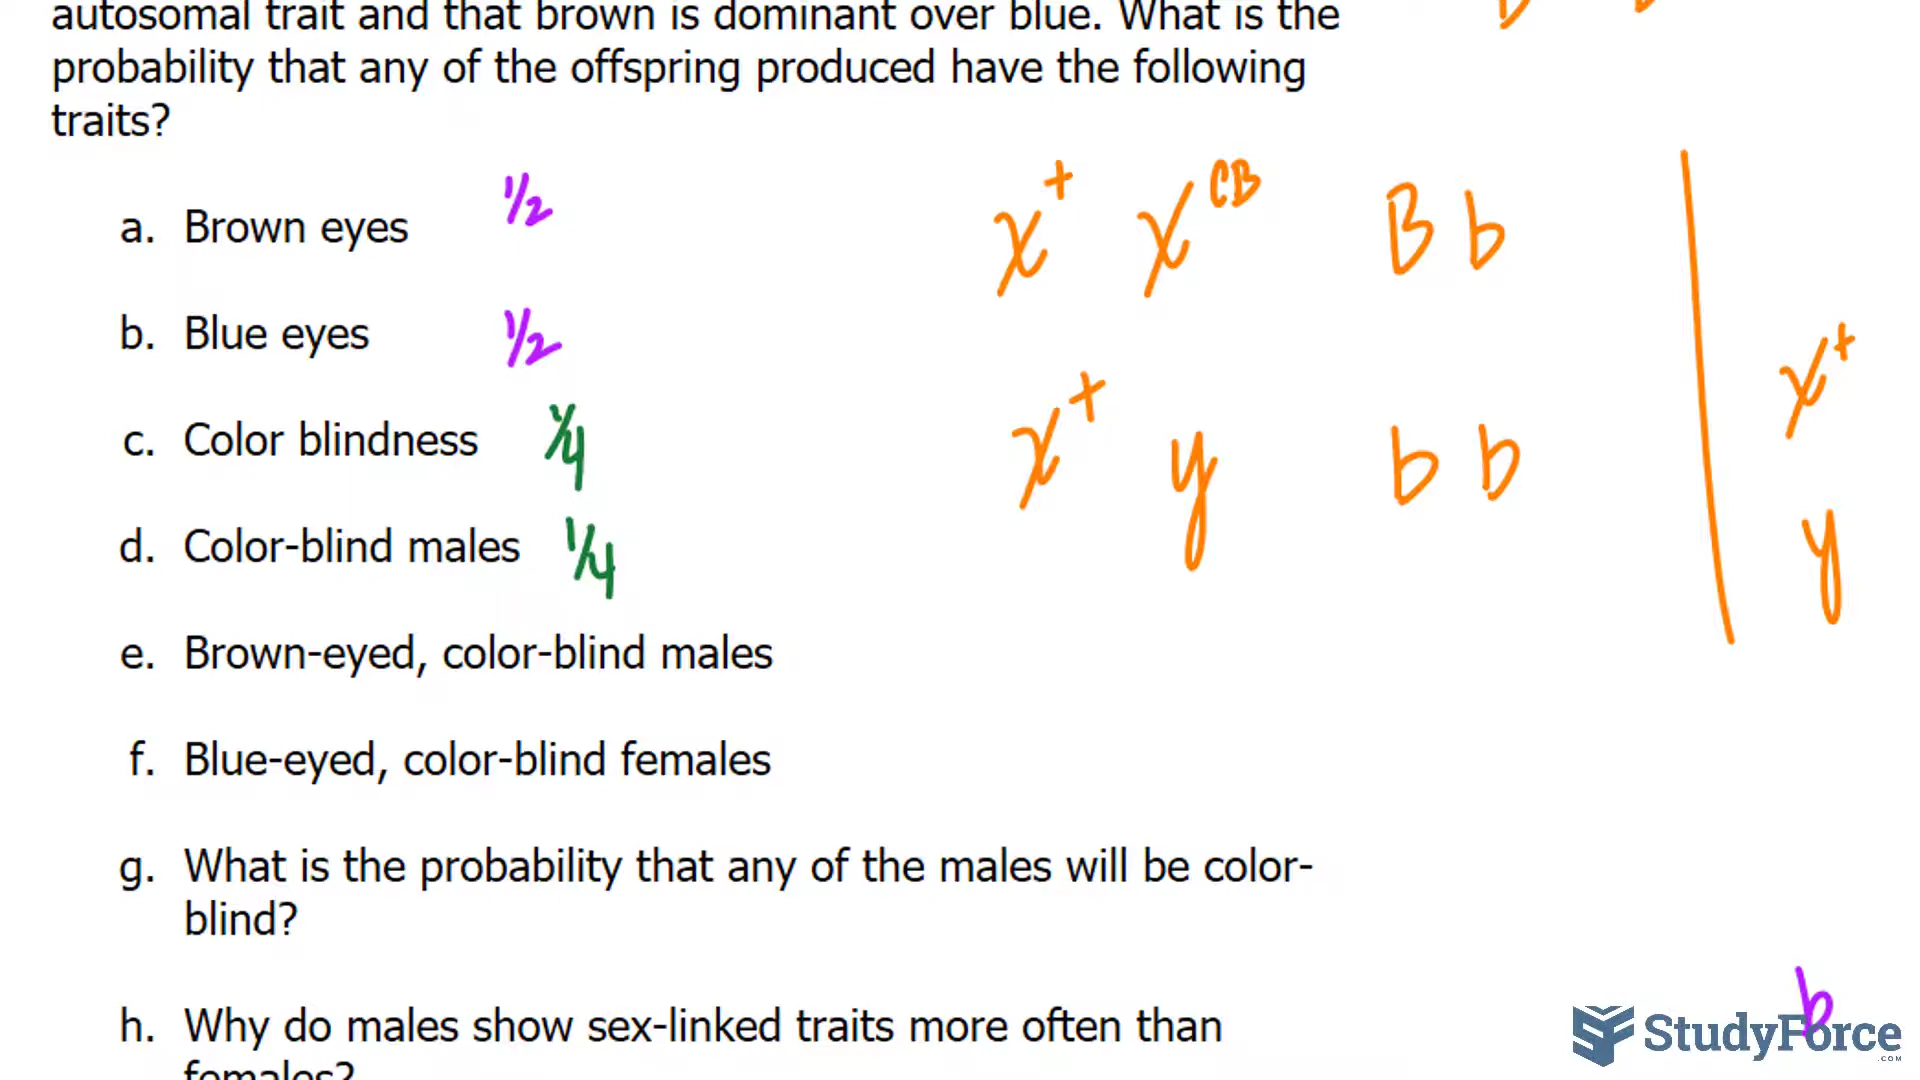 autosomal trait and that brown is dominant over blue. What is the
probability that any of the offspring produced have the following
traits?
a. Brown eyes 1/2
b. Blue eyes 1/2
c. Color blindness 1/4
d. Color-blind males 1/4
e. Brown-eyed, color-blind males
f. Blue-eyed, color-blind females
g. What is the probability that any of the males will be color-
blind?
h. Why do males show sex-linked traits more often than
females?
x+ xCB Bb
x+ y bb
x+
y
b
StudyForce
.COM